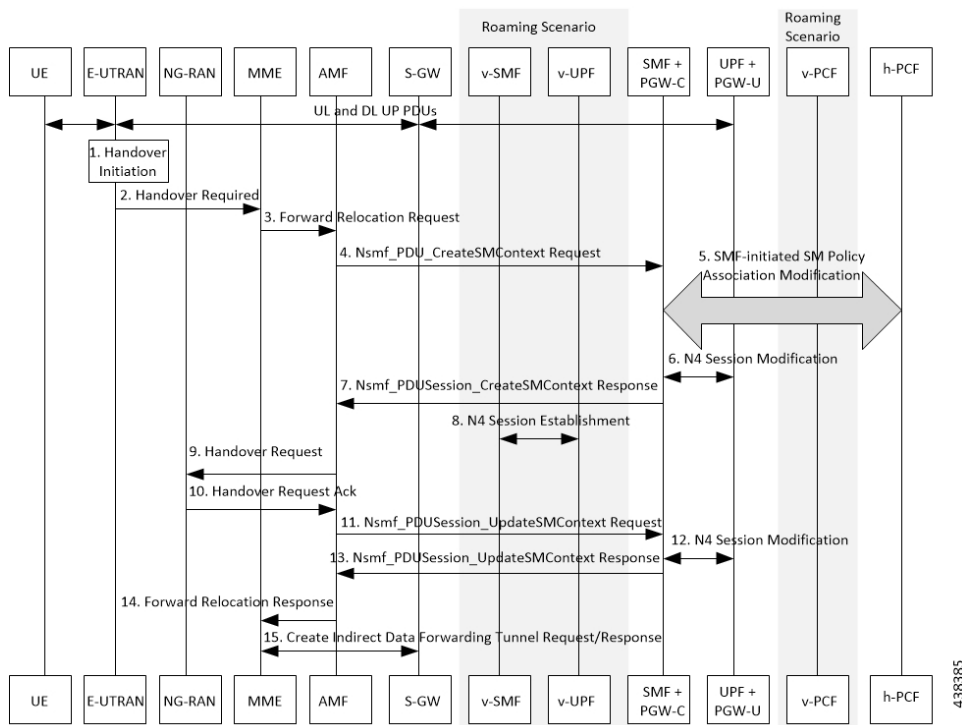 Roaming Scenario
Roaming
Scenario
UE
E-UTRAN
NG-RAN
MME
AMF
S-GW
v-SMF
v-UPF
SMF +
PGW-C
UPF +
PGW-U
v-PCF
h-PCF
UL and DL UP PDUs
1. Handover
Initiation
2. Handover Required
3. Forward Relocation Request
4. Nsmf_PDU_CreateSMContext Request
5. SMF-initiated SM Policy
Association Modification
6. N4 Session Modification
7. Nsmf_PDUSession_CreateSMContext Response
8. N4 Session Establishment
9. Handover Request
10. Handover Request Ack
11. Nsmf_PDUSession_UpdateSMContext Request
12. N4 Session Modification
13. Nsmf_PDUSession_UpdateSMContext Response
14. Forward Relocation Response
15. Create Indirect Data Forwarding Tunnel Request/Response
UE
E-UTRAN
NG-RAN
MME
AMF
S-GW
v-SMF
v-UPF
SMF +
PGW-C
UPF +
PGW-U
v-PCF
h-PCF
438385